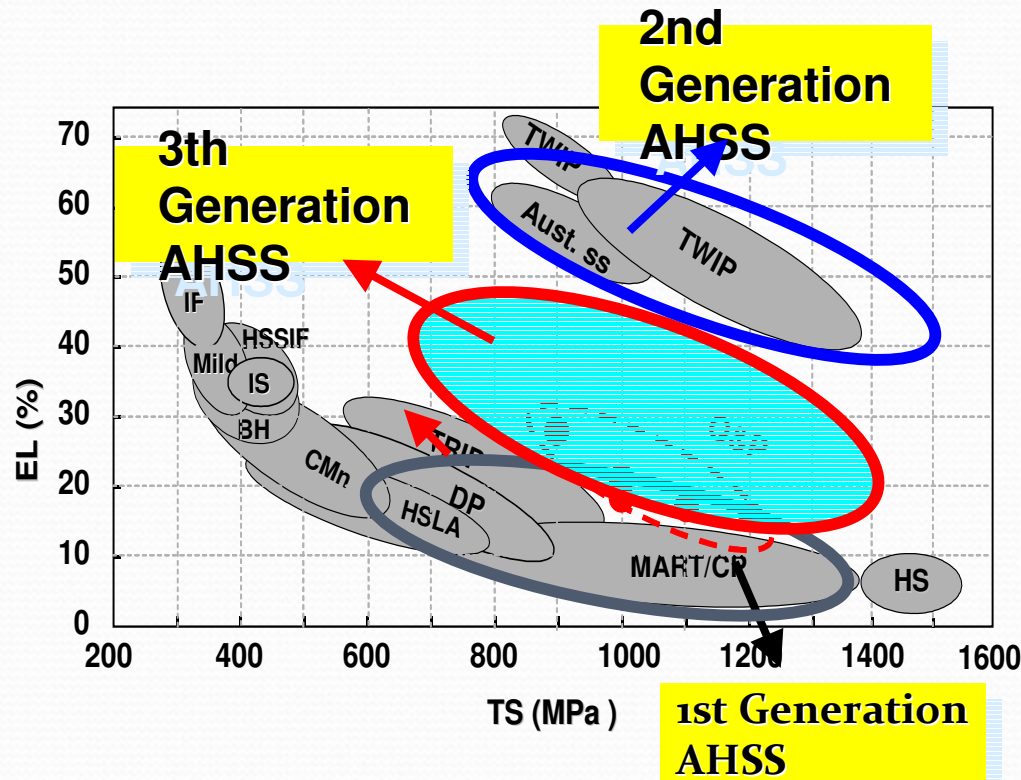 2nd
Generation
AHSS
3th
Generation
AHSS
70
60
50
40
30
20
10
0
EL (%)
TWIP
Aust. ss
TWIP
IF
HSSIF
Mild
IS
BH
CMn
TRIP
DP
HSLA
MART/CP
HS
200 400 600 800 1000 1200 1400 1600
TS (MPa )
1st Generation
AHSS